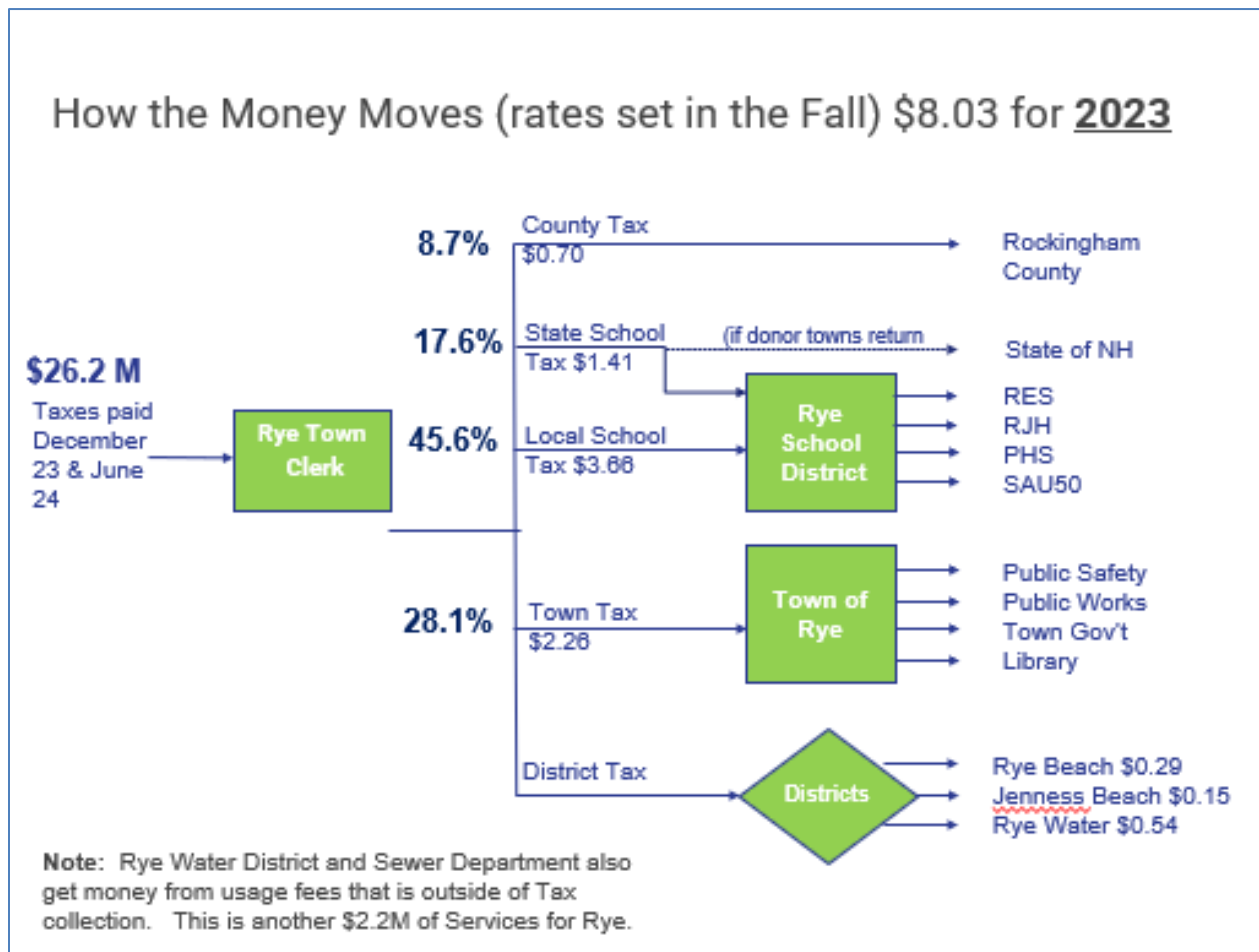 How the Money Moves (rates set in the Fall) $8.03 for 2023
8.7%
County Tax
$0.70
Rockingham
County
17.6%
State School
Tax $1.41
(if donor towns return
State of NH
$26.2 M
Taxes paid
December
23 & June
24
Rye Town
Clerk
45.6%
Local School
Tax $3.66
Rye
School
District
RES
RJH
PHS
SAU50
28.1%
Town Tax
$2.26
Town of
Rye
Public Safety
Public Works
Town Gov't
Library
District Tax
Districts
Rye Beach $0.29
Jenness Beach $0.15
Rye Water $0.54
Note: Rye Water District and Sewer Department also
get money from usage fees that is outside of Tax
collection. This is another $2.2M of Services for Rye.